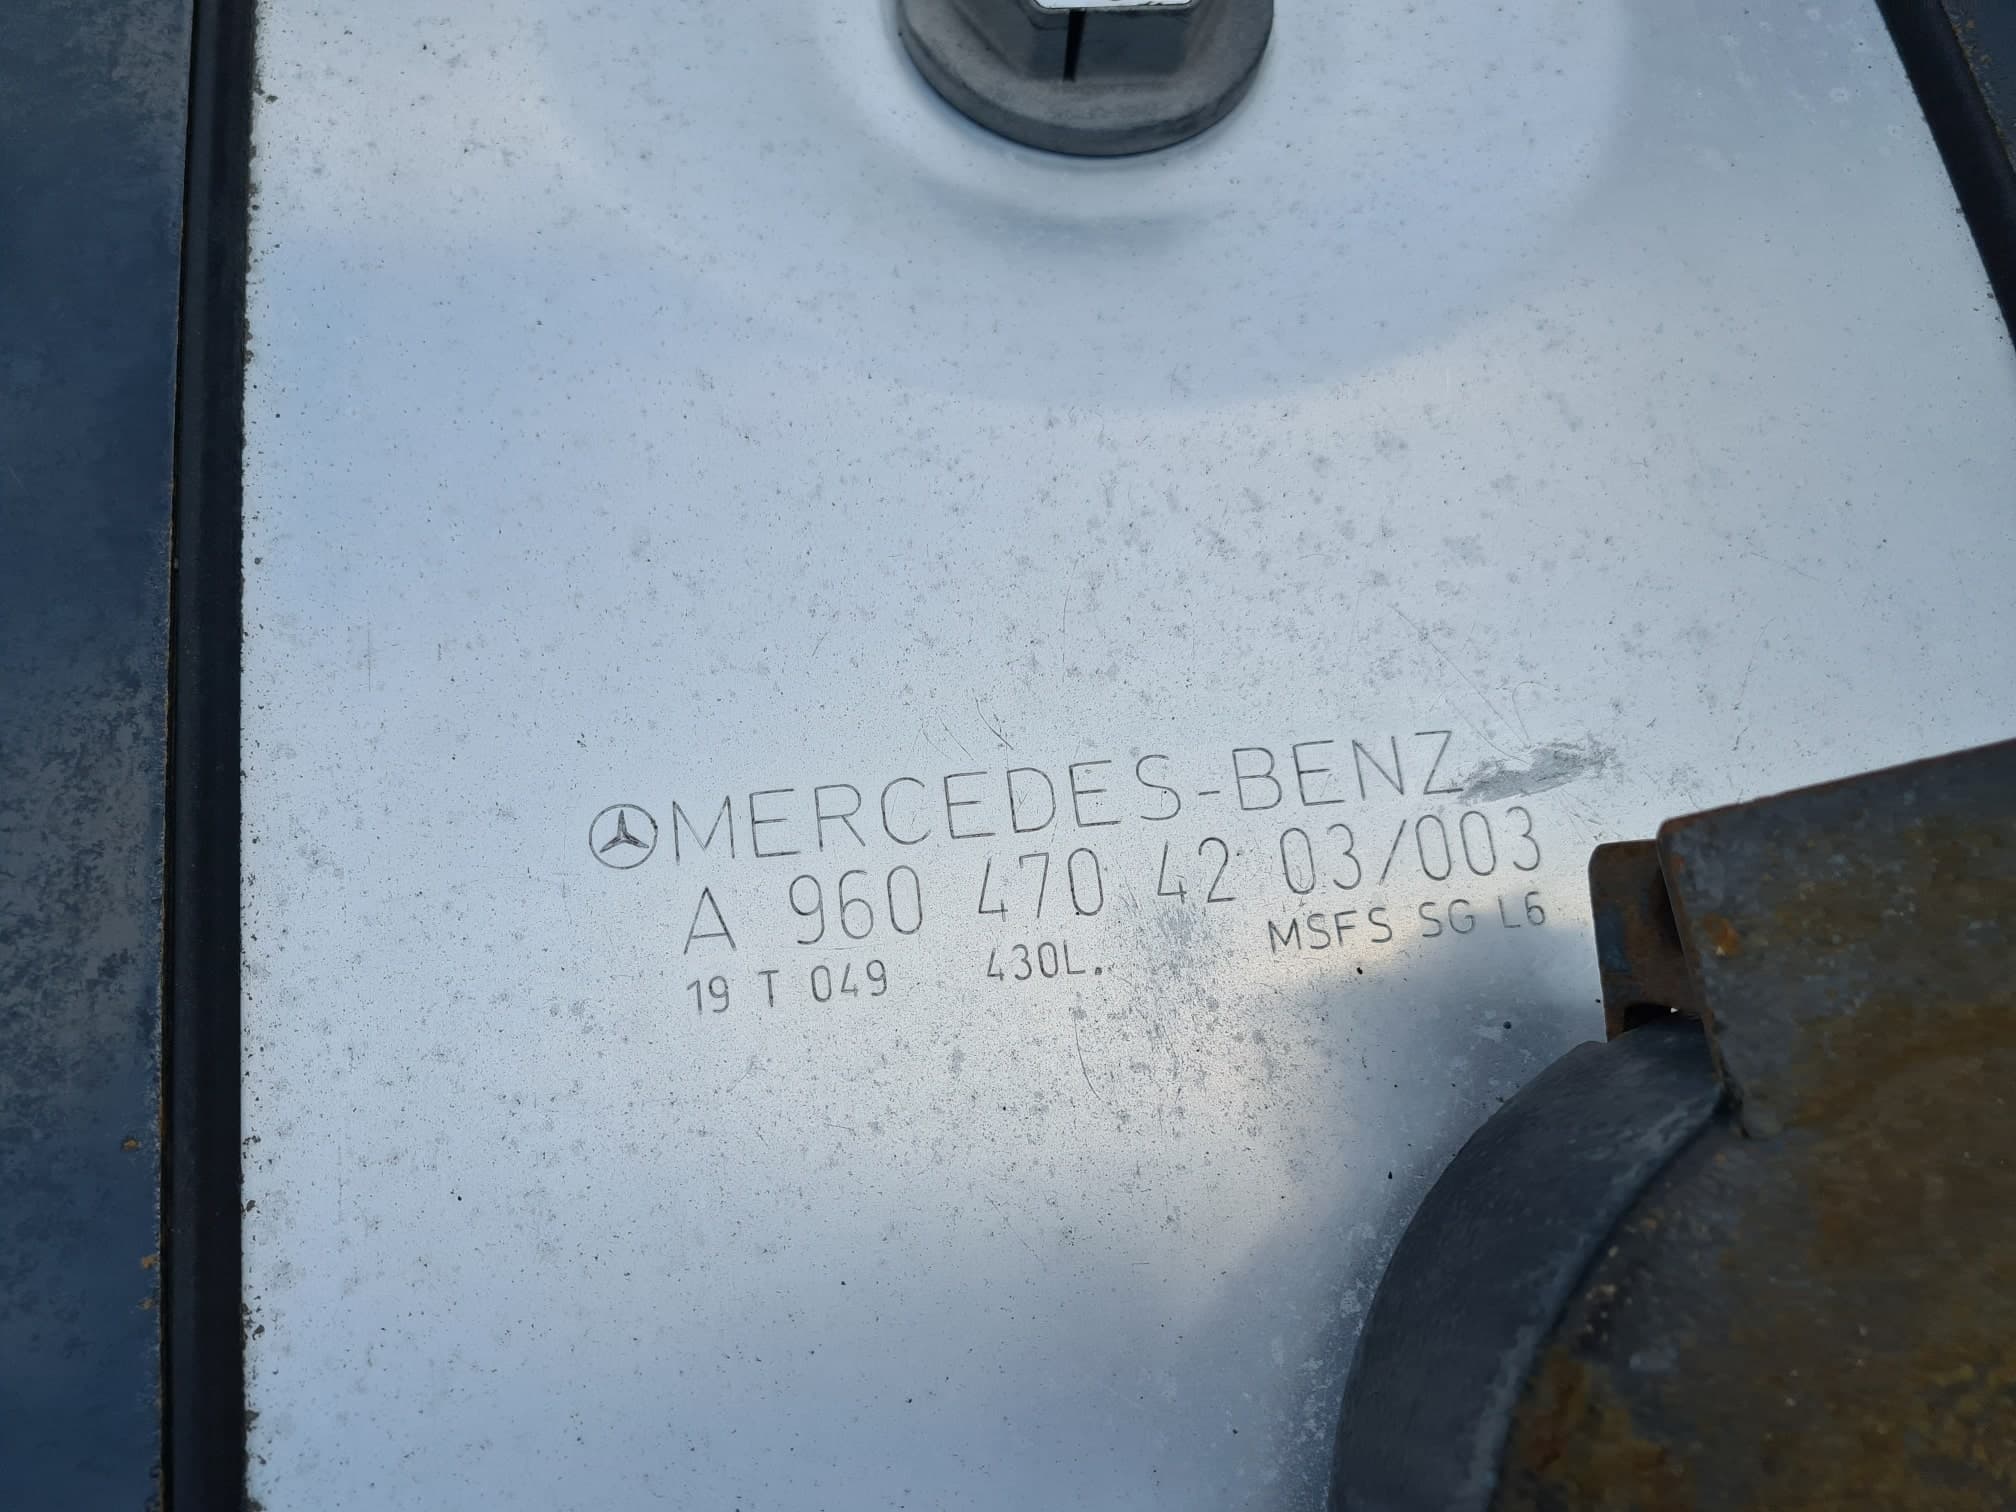 MERCEDES-BENZ
A 960 470 42 03/003
19 T 049 430L. MSFS SG L6